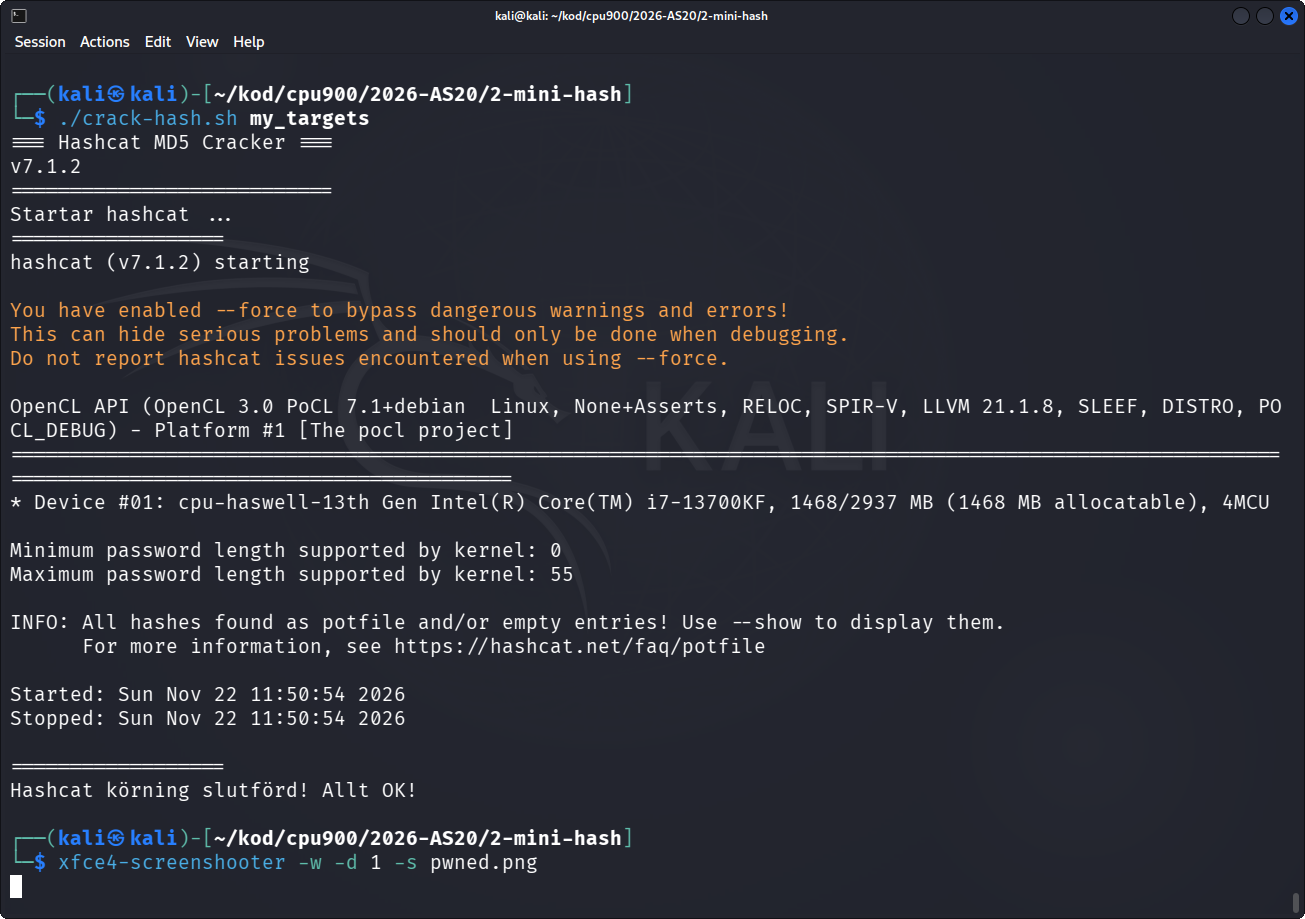 kali@kali: ~/kod/cpu900/2026-AS20/2-mini-hash
Session Actions Edit View Help
┌──(kali㉿kali)-[~/kod/cpu900/2026-AS20/2-mini-hash]
└─$ ./crack-hash.sh my_targets
=== Hashcat MD5 Cracker ===
v7.1.2
===========================
Startar hashcat ...
==================
hashcat (v7.1.2) starting
You have enabled --force to bypass dangerous warnings and errors!
This can hide serious problems and should only be done when debugging.
Do not report hashcat issues encountered when using --force.
OpenCL API (OpenCL 3.0 PoCL 7.1+debian  Linux, None+Asserts, RELOC, SPIR-V, LLVM 21.1.8, SLEEF, DISTRO, PO
CL_DEBUG) - Platform #1 [The pocl project]
==========================================================================================================
==========================================
* Device #01: cpu-haswell-13th Gen Intel(R) Core(TM) i7-13700KF, 1468/2937 MB (1468 MB allocatable), 4MCU
Minimum password length supported by kernel: 0
Maximum password length supported by kernel: 55
INFO: All hashes found as potfile and/or empty entries! Use --show to display them.
For more information, see https://hashcat.net/faq/potfile
Started: Sun Nov 22 11:50:54 2026
Stopped: Sun Nov 22 11:50:54 2026
==================
Hashcat körning slutförd! Allt OK!
┌──(kali㉿kali)-[~/kod/cpu900/2026-AS20/2-mini-hash]
└─$ xfce4-screenshooter -w -d 1 -s pwned.png
KALI